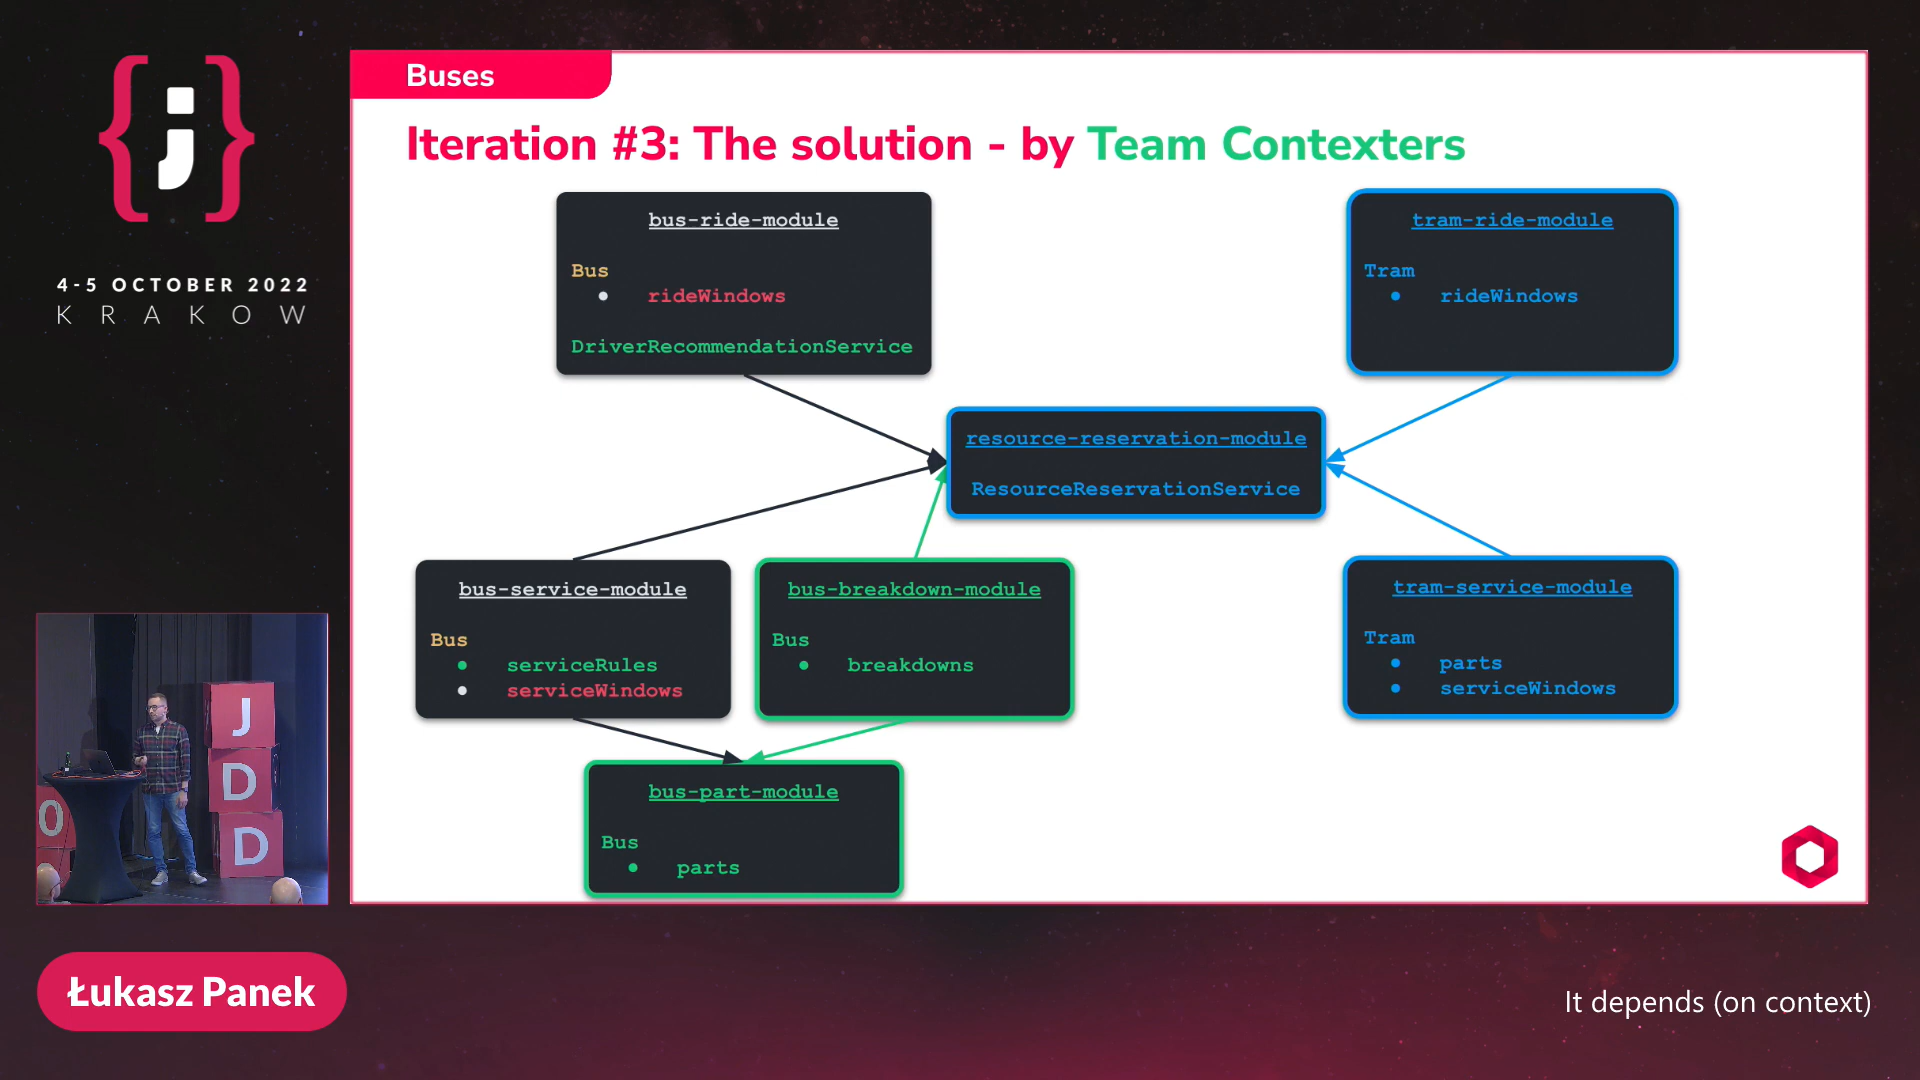 {j}
4-5 OCTOBER 2022
KRAKOW
Buses
Iteration #3: The solution - by Team Contexters
bus-ride-module
Bus
• rideWindows
DriverRecommendationService
tram-ride-module
Tram
• rideWindows
resource-reservation-module
ResourceReservationService
bus-service-module
Bus
• serviceRules
• serviceWindows
bus-breakdown-module
Bus
• breakdowns
tram-service-module
Tram
• parts
• serviceWindows
bus-part-module
Bus
• parts
J
D
D
0
Łukasz Panek
It depends (on context)